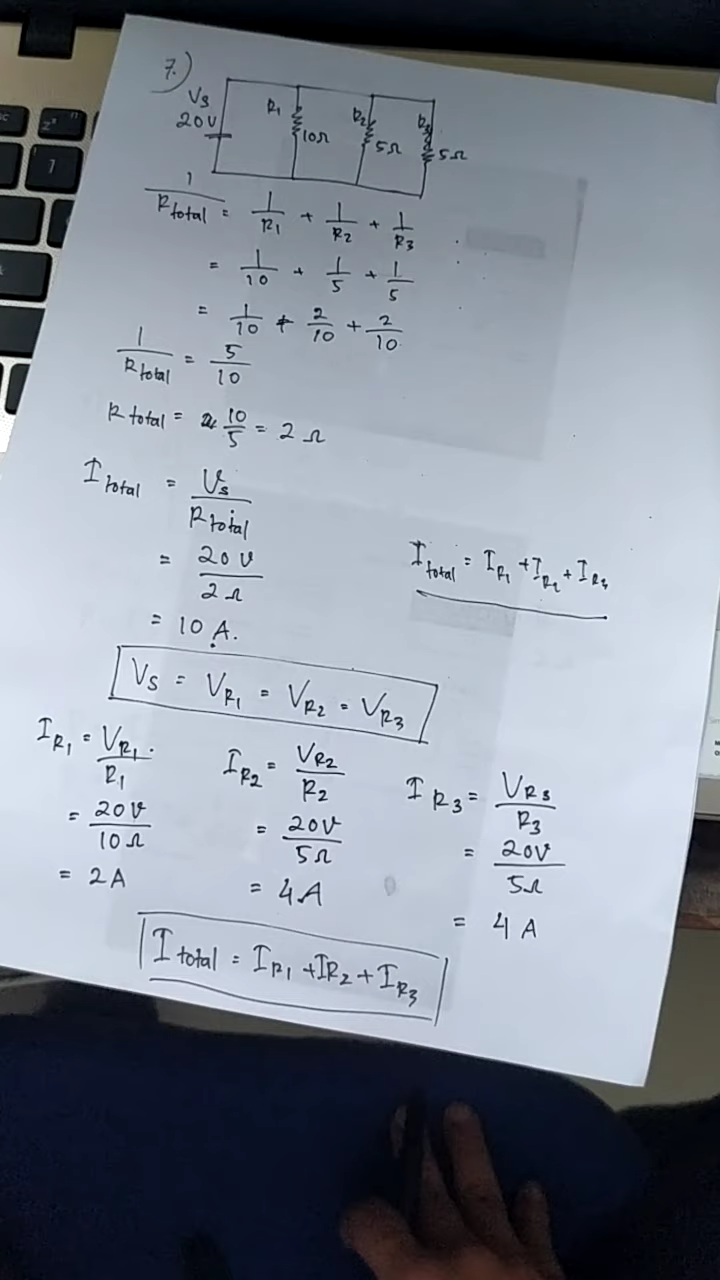 7.)
Vs
20V
R1
10Ω
R2
5Ω
R3
5Ω
1/Rtotal = 1/R1 + 1/R2 + 1/R3
= 1/10 + 1/5 + 1/5
= 1/10 + 2/10 + 2/10
1/Rtotal = 5/10
Rtotal = 10/5 = 2 Ω
Itotal = Vs/Rtotal
= 20V/2Ω
= 10 A.
Itotal = IR1 + IR2 + IR3
Vs = VR1 = VR2 = VR3
IR1 = VR1/R1
= 20V/10Ω
= 2A
IR2 = VR2/R2
= 20V/5Ω
= 4A
IR3 = VR3/R3
= 20V/5Ω
= 4 A
Itotal = IR1 + IR2 + IR3